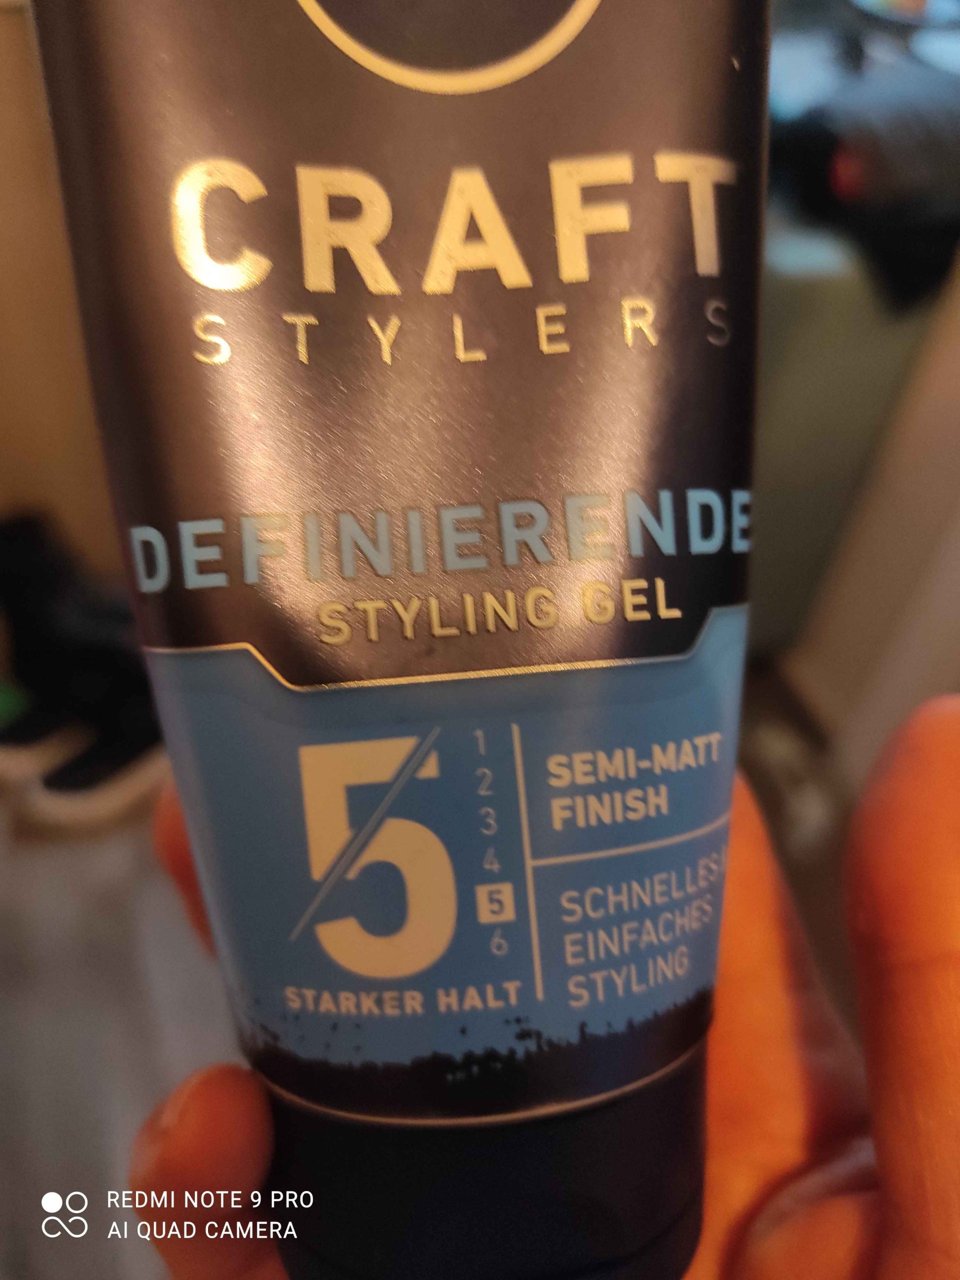 CRAFT
STYLERS
DEFINIERENDE
STYLING GEL
5
1
2
3
4
5
6
STARKER HALT
SEMI-MATT
FINISH
SCHNELLES
EINFACHES
STYLING
REDMI NOTE 9 PRO
AI QUAD CAMERA